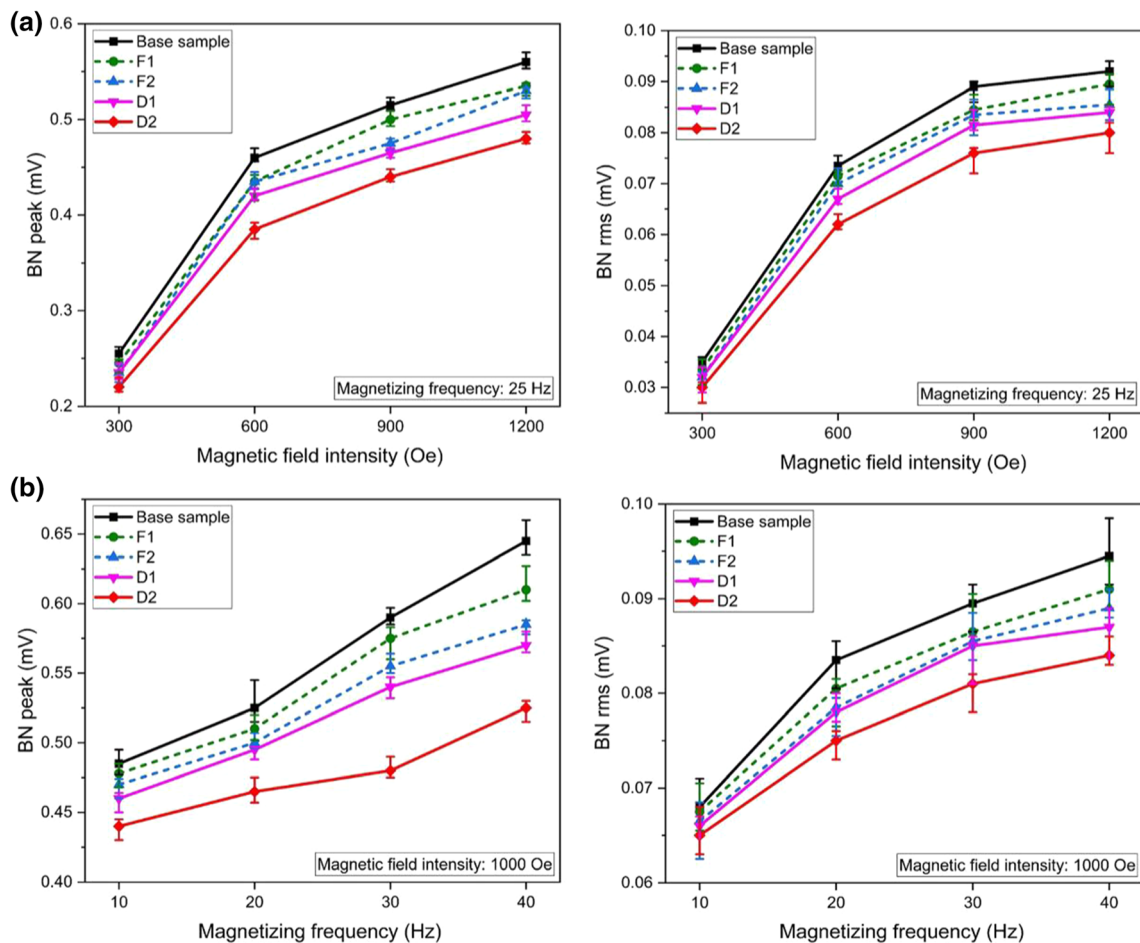 (a)
0.6
0.5
0.4
0.3
0.2
BN peak (mV)
Base sample
F1
F2
D1
D2
Magnetizing frequency: 25 Hz
300 600 900 1200
Magnetic field intensity (Oe)
0.10
0.09
0.08
0.07
0.06
0.05
0.04
0.03
BN rms (mV)
Base sample
F1
F2
D1
D2
Magnetizing frequency: 25 Hz
300 600 900 1200
Magnetic field intensity (Oe)
(b)
0.65
0.60
0.55
0.50
0.45
0.40
BN peak (mV)
Base sample
F1
F2
D1
D2
Magnetic field intensity: 1000 Oe
10 20 30 40
Magnetizing frequency (Hz)
0.10
0.09
0.08
0.07
0.06
BN rms (mV)
Base sample
F1
F2
D1
D2
Magnetic field intensity: 1000 Oe
10 20 30 40
Magnetizing frequency (Hz)